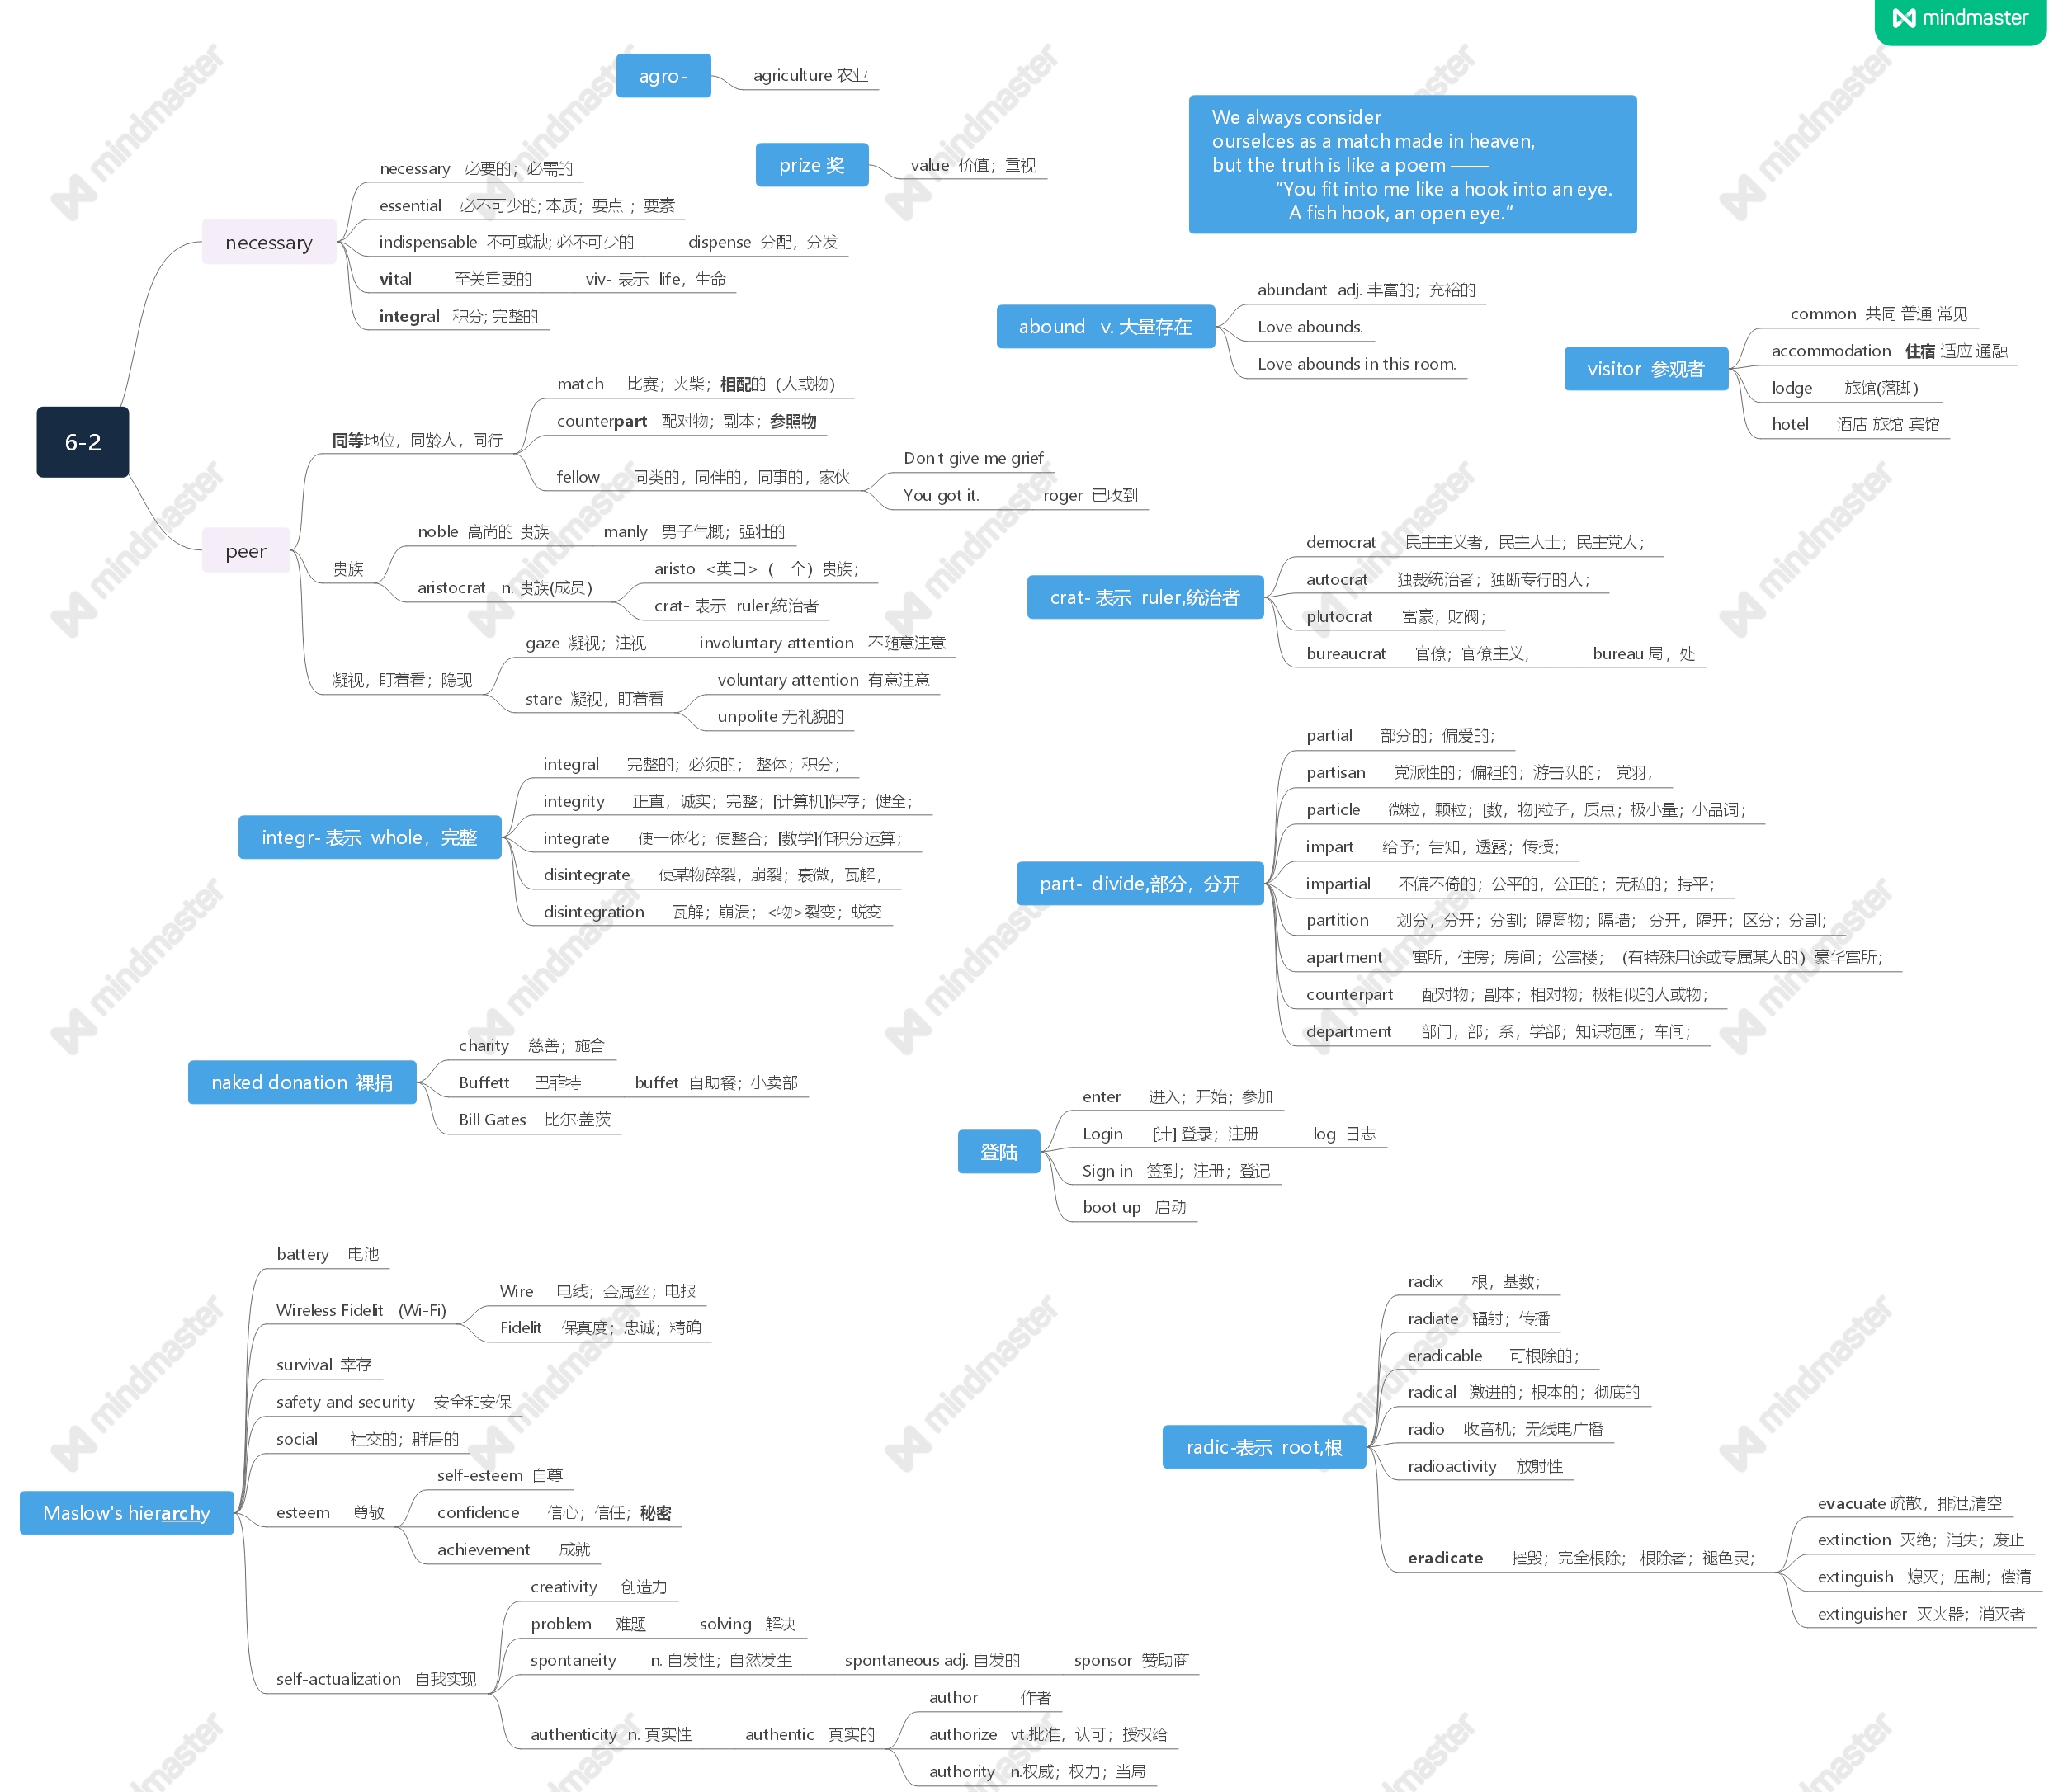 mindmaster
agro-
agriculture 农业
prize 奖
value 价值；重视
We always consider
ourselces as a match made in heaven,
but the truth is like a poem ——
“You fit into me like a hook into an eye.
A fish hook, an open eye.”
6-2
necessary
necessary 必要的；必需的
essential 必不可少的; 本质；要点 ；要素
indispensable 不可或缺; 必不可少的 dispense 分配，分发
vital 至关重要的 viv- 表示 life，生命
integral 积分; 完整的
peer
同等地位，同龄人，同行
match 比赛；火柴；相配的（人或物）
counterpart 配对物；副本；参照物
fellow 同类的，同伴的，同事的，家伙
Don't give me grief
You got it. roger 已收到
贵族
noble 高尚的 贵族 manly 男子气概；强壮的
aristocrat n. 贵族(成员)
aristo <英口>（一个）贵族；
crat- 表示 ruler,统治者
凝视，盯着看；隐现
gaze 凝视；注视 involuntary attention 不随意注意
stare 凝视，盯着看
voluntary attention 有意注意
unpolite 无礼貌的
abound v. 大量存在
abundant adj. 丰富的；充裕的
Love abounds.
Love abounds in this room.
visitor 参观者
common 共同 普通 常见
accommodation 住宿 适应 通融
lodge 旅馆(落脚)
hotel 酒店 旅馆 宾馆
crat- 表示 ruler,统治者
democrat 民主主义者，民主人士；民主党人；
autocrat 独裁统治者；独断专行的人；
plutocrat 富豪，财阀；
bureaucrat 官僚；官僚主义， bureau 局，处
integr- 表示 whole，完整
integral 完整的；必须的； 整体；积分；
integrity 正直，诚实；完整；[计算机]保存；健全；
integrate 使一体化；使整合；[数学]作积分运算；
disintegrate 使某物碎裂，崩裂；衰微，瓦解，
disintegration 瓦解；崩溃；<物>裂变；蜕变
part- divide,部分，分开
partial 部分的；偏爱的；
partisan 党派性的；偏袒的；游击队的； 党羽，
particle 微粒，颗粒；[数，物]粒子，质点；极小量；小品词；
impart 给予；告知，透露；传授；
impartial 不偏不倚的；公平的，公正的；无私的；持平；
partition 划分，分开；分割；隔离物；隔墙； 分开，隔开；区分；分割；
apartment 寓所，住房；房间；公寓楼；（有特殊用途或专属某人的）豪华寓所；
counterpart 配对物；副本；相对物；极相似的人或物；
department 部门，部；系，学部；知识范围；车间；
naked donation 裸捐
charity 慈善；施舍
Buffett 巴菲特 buffet 自助餐；小卖部
Bill Gates 比尔·盖茨
登陆
enter 进入；开始；参加
Login [计] 登录；注册 log 日志
Sign in 签到；注册；登记
boot up 启动
Maslow's hierarchy
battery 电池
Wireless Fidelit (Wi-Fi)
Wire 电线；金属丝；电报
Fidelit 保真度；忠诚；精确
survival 幸存
safety and security 安全和安保
social 社交的；群居的
esteem 尊敬
self-esteem 自尊
confidence 信心；信任；秘密
achievement 成就
self-actualization 自我实现
creativity 创造力
problem 难题 solving 解决
spontaneity n. 自发性；自然发生 spontaneous adj. 自发的 sponsor 赞助商
authenticity n. 真实性 authentic 真实的
author 作者
authorize vt.批准，认可；授权给
authority n.权威；权力；当局
radic-表示 root,根
radix 根，基数；
radiate 辐射；传播
eradicable 可根除的；
radical 激进的；根本的；彻底的
radio 收音机；无线电广播
radioactivity 放射性
eradicate 摧毁；完全根除； 根除者；褪色灵；
evacuate 疏散，排泄,清空
extinction 灭绝；消失；废止
extinguish 熄灭；压制；偿清
extinguisher 灭火器；消灭者